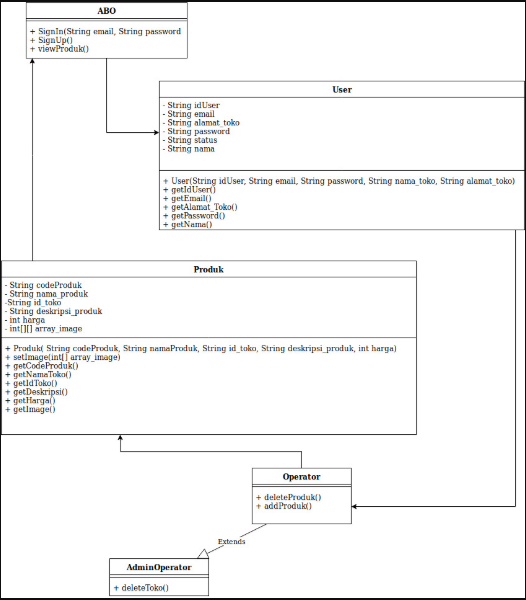 ABO
+ SignIn(String email, String password
+ SignUp()
+ viewProduk()
User
- String idUser
- String email
- String alamat_toko
- String password
- String status
- String nama
+ User(String idUser, String email, String password, String nama_toko, String alamat_toko)
+ getIdUser()
+ getEmail()
+ getAlamat_Toko()
+ getPassword()
+ getNama()
Produk
- String codeProduk
- String nama_produk
-String id_toko
- String deskripsi_produk
- int harga
- int[][] array_image
+ Produk( String codeProduk, String namaProduk, String id_toko, String deskripsi_produk, int harga)
+ setImage(int[] array_image)
+ getCodeProduk()
+ getNamaToko()
+ getIdToko()
+ getDeskripsi()
+ getHarga()
+ getImage()
Operator
+ deleteProduk()
+ addProduk()
Extends
AdminOperator
+ deleteToko()